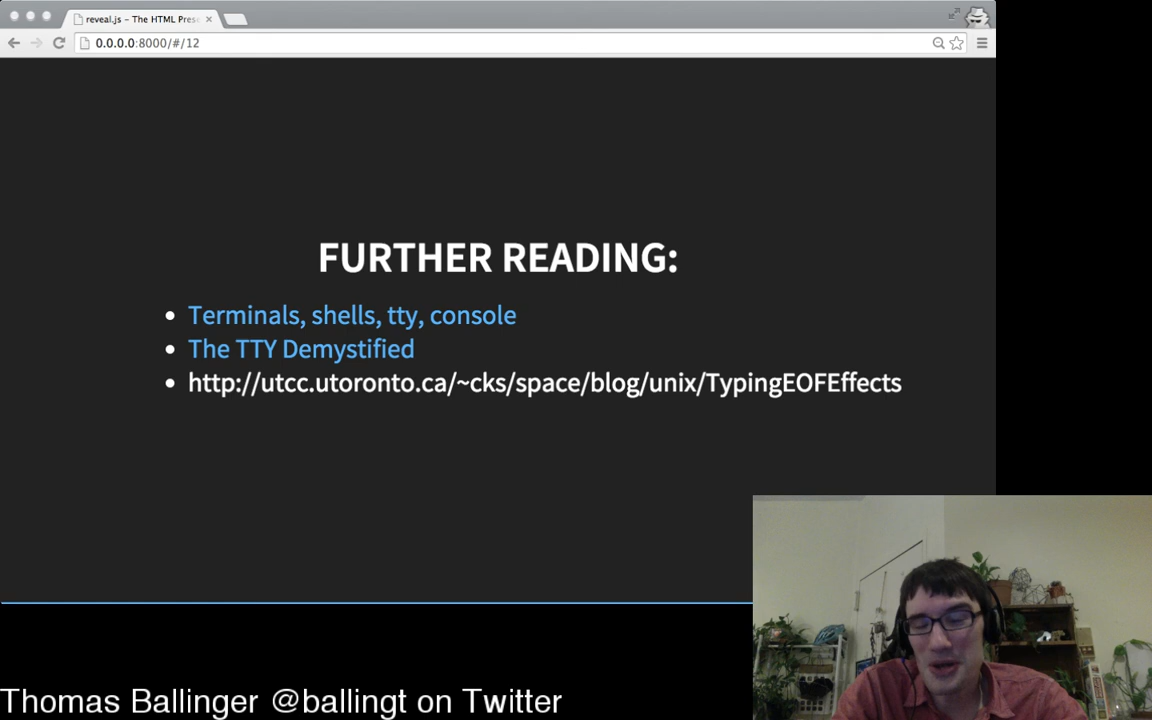 reveal.js – The HTML Pres
0.0.0.0:8000/#/12
FURTHER READING:
Terminals, shells, tty, console
The TTY Demystified
http://utcc.utoronto.ca/~cks/space/blog/unix/TypingEOFEffects
Thomas Ballinger @ballingt on Twitter